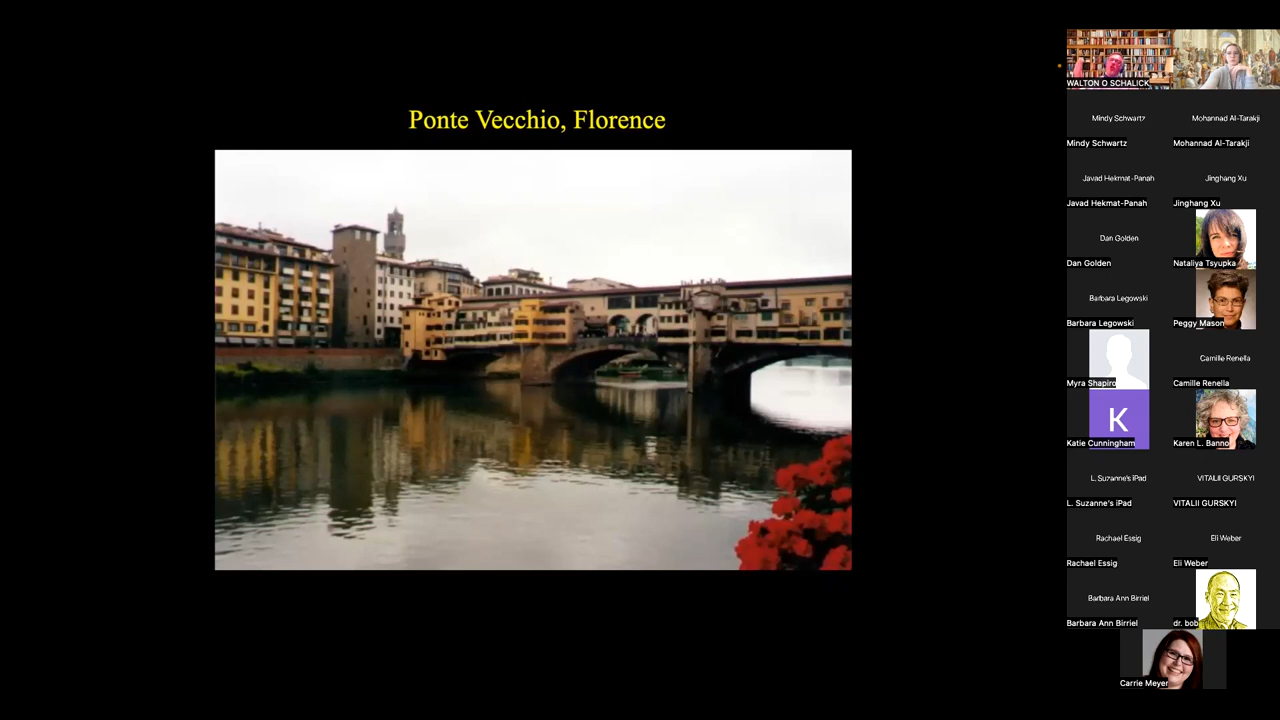 Ponte Vecchio, Florence
WALTON O SCHALICK
Mindy Schwartz
Mohannad Al-Tarakji
Mindy Schwartz
Mohannad Al-Tarakji
Javad Hekmat-Panah
Jinghang Xu
Javad Hekmat-Panah
Jinghang Xu
Dan Golden
Dan Golden
Nataliya Tsyupka
Barbara Legowski
Barbara Legowski
Peggy Mason
Camille Renella
Myra Shapiro
Camille Renella
K
Katie Cunningham
Karen L. Banno
L. Suzanne's iPad
VITALII GURSKYI
L. Suzanne's iPad
VITALII GURSKYI
Rachael Essig
Eli Weber
Rachael Essig
Eli Weber
Barbara Ann Birriel
Barbara Ann Birriel
dr. bob
Carrie Meyer